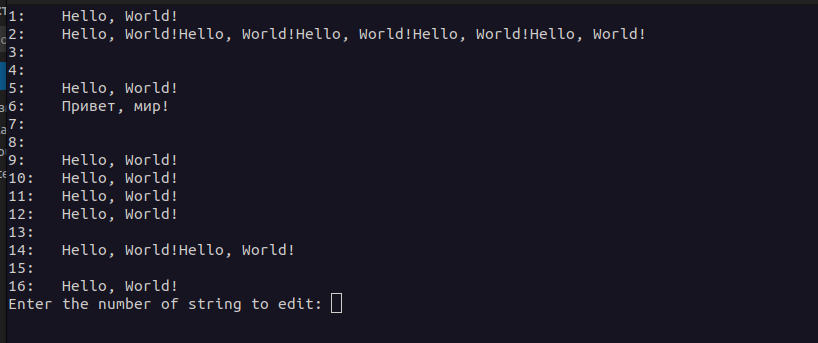 1: Hello, World!
2: Hello, World!Hello, World!Hello, World!Hello, World!Hello, World!
3:
4:
5: Hello, World!
6: Привет, мир!
7:
8:
9: Hello, World!
10: Hello, World!
11: Hello, World!
12: Hello, World!
13:
14: Hello, World!Hello, World!
15:
16: Hello, World!
Enter the number of string to edit: